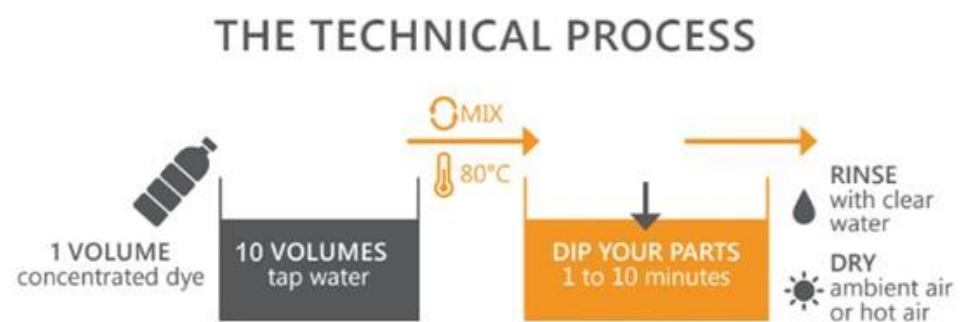 THE TECHNICAL PROCESS
1 VOLUME
concentrated dye
10 VOLUMES
tap water
MIX
80°C
DIP YOUR PARTS
1 to 10 minutes
RINSE
with clear
water
DRY
ambient air
or hot air